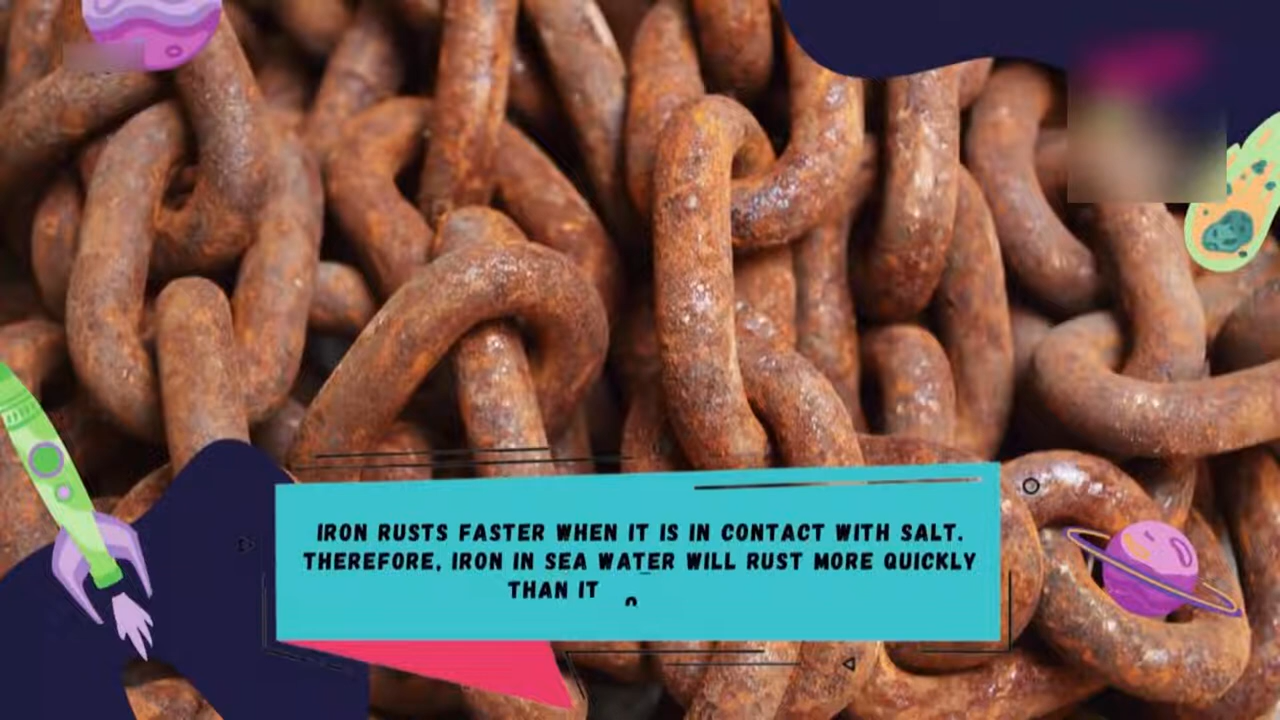 IRON RUSTS FASTER WHEN IT IS IN CONTACT WITH SALT.
THEREFORE, IRON IN SEA WATER WILL RUST MORE QUICKLY
THAN IT